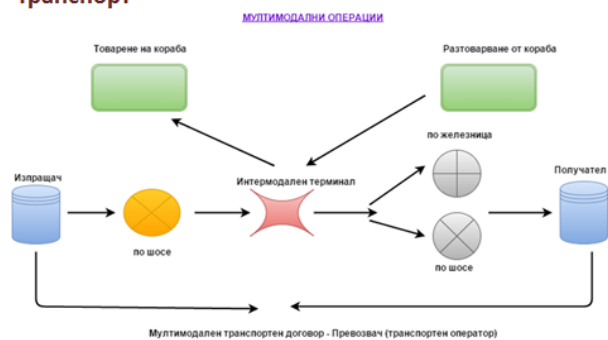 транспорт
МУЛТИМОДАЛНИ ОПЕРАЦИИ
Товарене на кораба
Разтоварване от кораба
по железница
Изпращач
Интермодален терминал
Получател
по шосе
по шосе
Мултимодален транспортен договор - Превозвач (транспортен оператор)